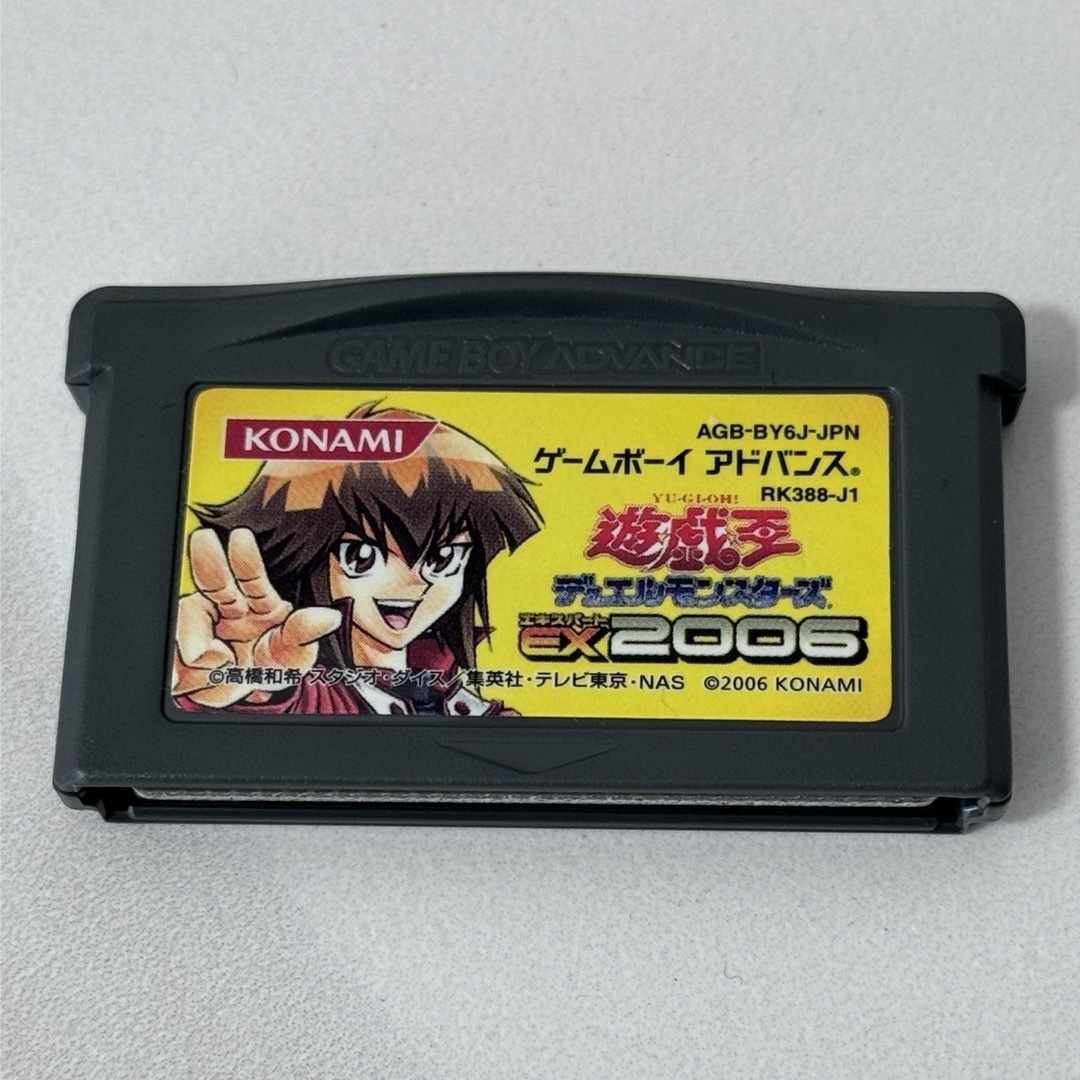 GAME BOY ADVANCE
KONAMI
AGB-BY6J-JPN
ゲームボーイ アドバンス®
RK388-J1
YU-GI-OH!
遊戯王
デュエルモンスターズ
エキスパート
EX2006
©高橋和希 スタジオ・ダイス／集英社・テレビ東京・NAS ©2006 KONAMI